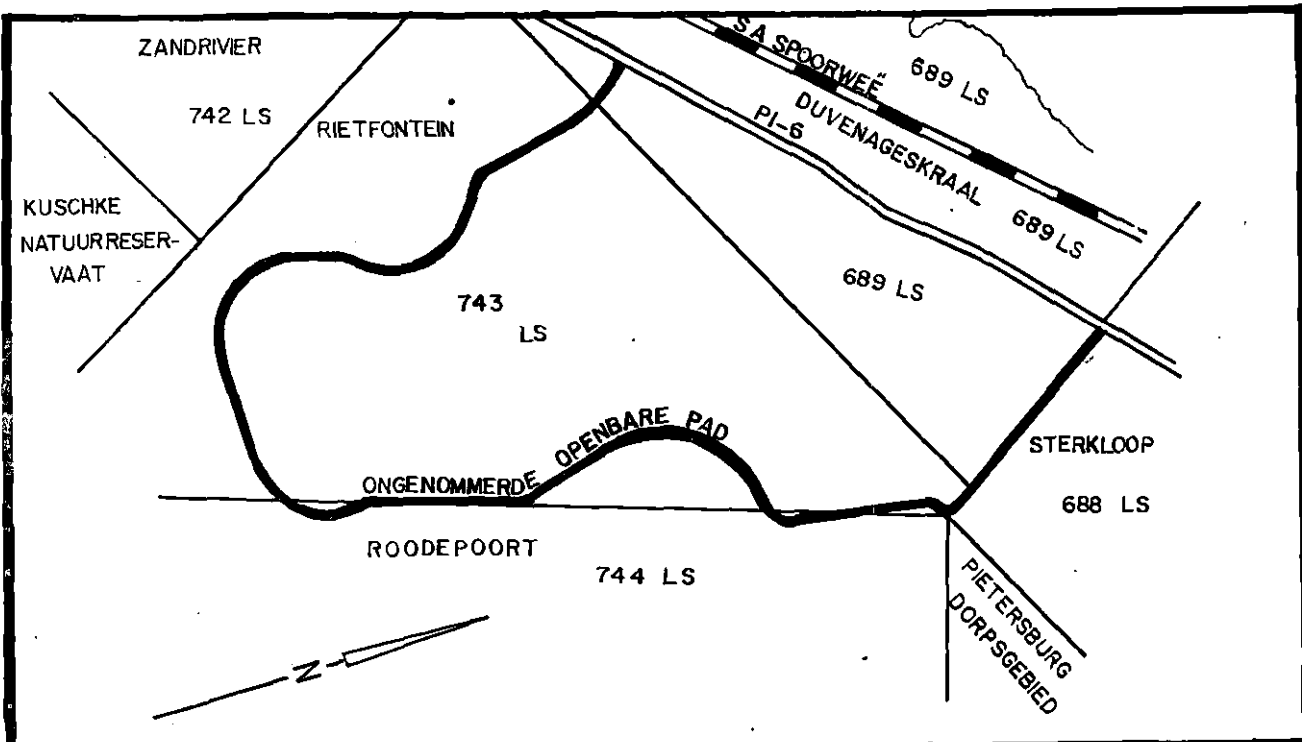 ZANDRIVIER
742 LS
RIETFONTEIN
KUSCHKE
NATUURRESER-
VAAT
S A SPOORWEË
689 LS
DUVENAGESKRAAL
PI-6
689 LS
689 LS
743
LS
ONGENOMMERDE OPENBARE PAD
STERKLOOP
688 LS
ROODEPOORT
744 LS
PIETERSBURG
DORPSGEBIED
N